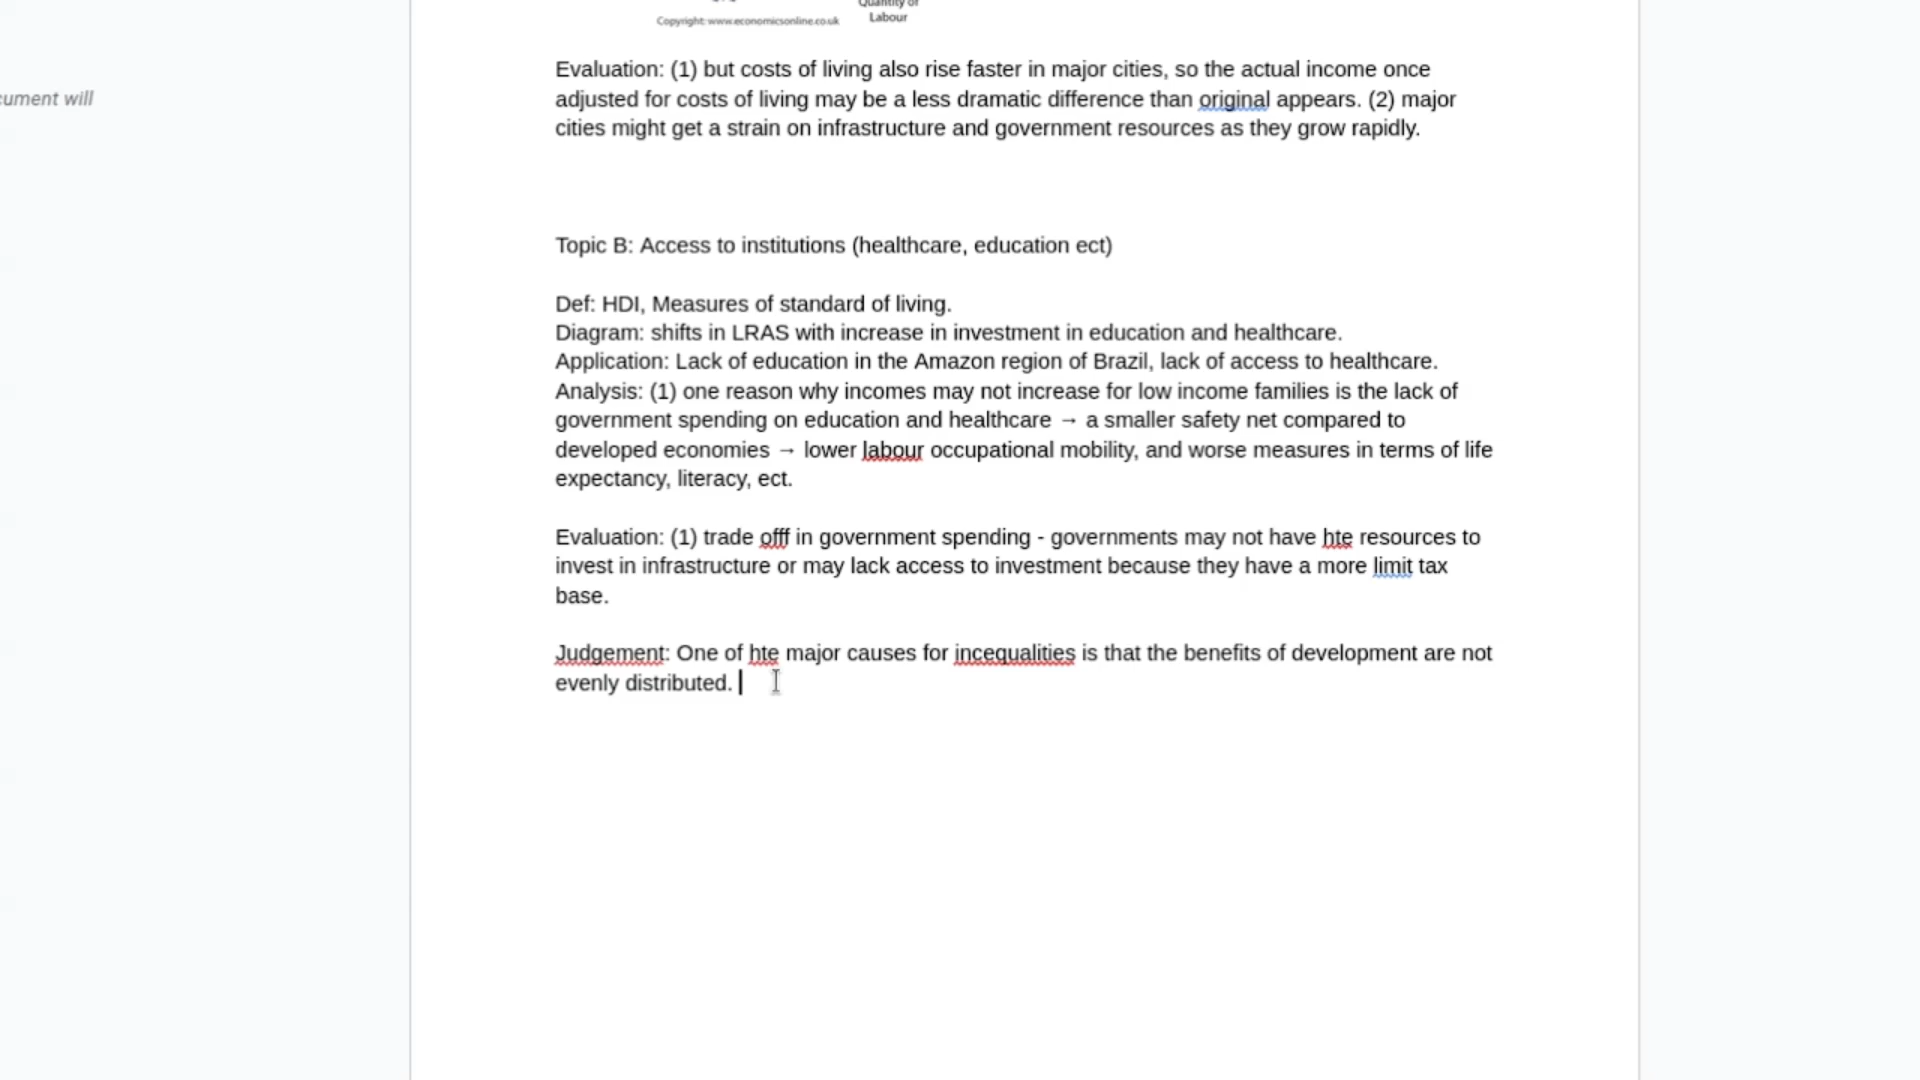 Quantity of
Labour
Copyright: www.economicsonline.co.uk
Evaluation: (1) but costs of living also rise faster in major cities, so the actual income once
adjusted for costs of living may be a less dramatic difference than original appears. (2) major
cities might get a strain on infrastructure and government resources as they grow rapidly.
cument will
Topic B: Access to institutions (healthcare, education ect)
Def: HDI, Measures of standard of living.
Diagram: shifts in LRAS with increase in investment in education and healthcare.
Application: Lack of education in the Amazon region of Brazil, lack of access to healthcare.
Analysis: (1) one reason why incomes may not increase for low income families is the lack of
government spending on education and healthcare → a smaller safety net compared to
developed economies → lower labour occupational mobility, and worse measures in terms of life
expectancy, literacy, ect.
Evaluation: (1) trade offf in government spending - governments may not have hte resources to
invest in infrastructure or may lack access to investment because they have a more limit tax
base.
Judgement: One of hte major causes for incequalities is that the benefits of development are not
evenly distributed.